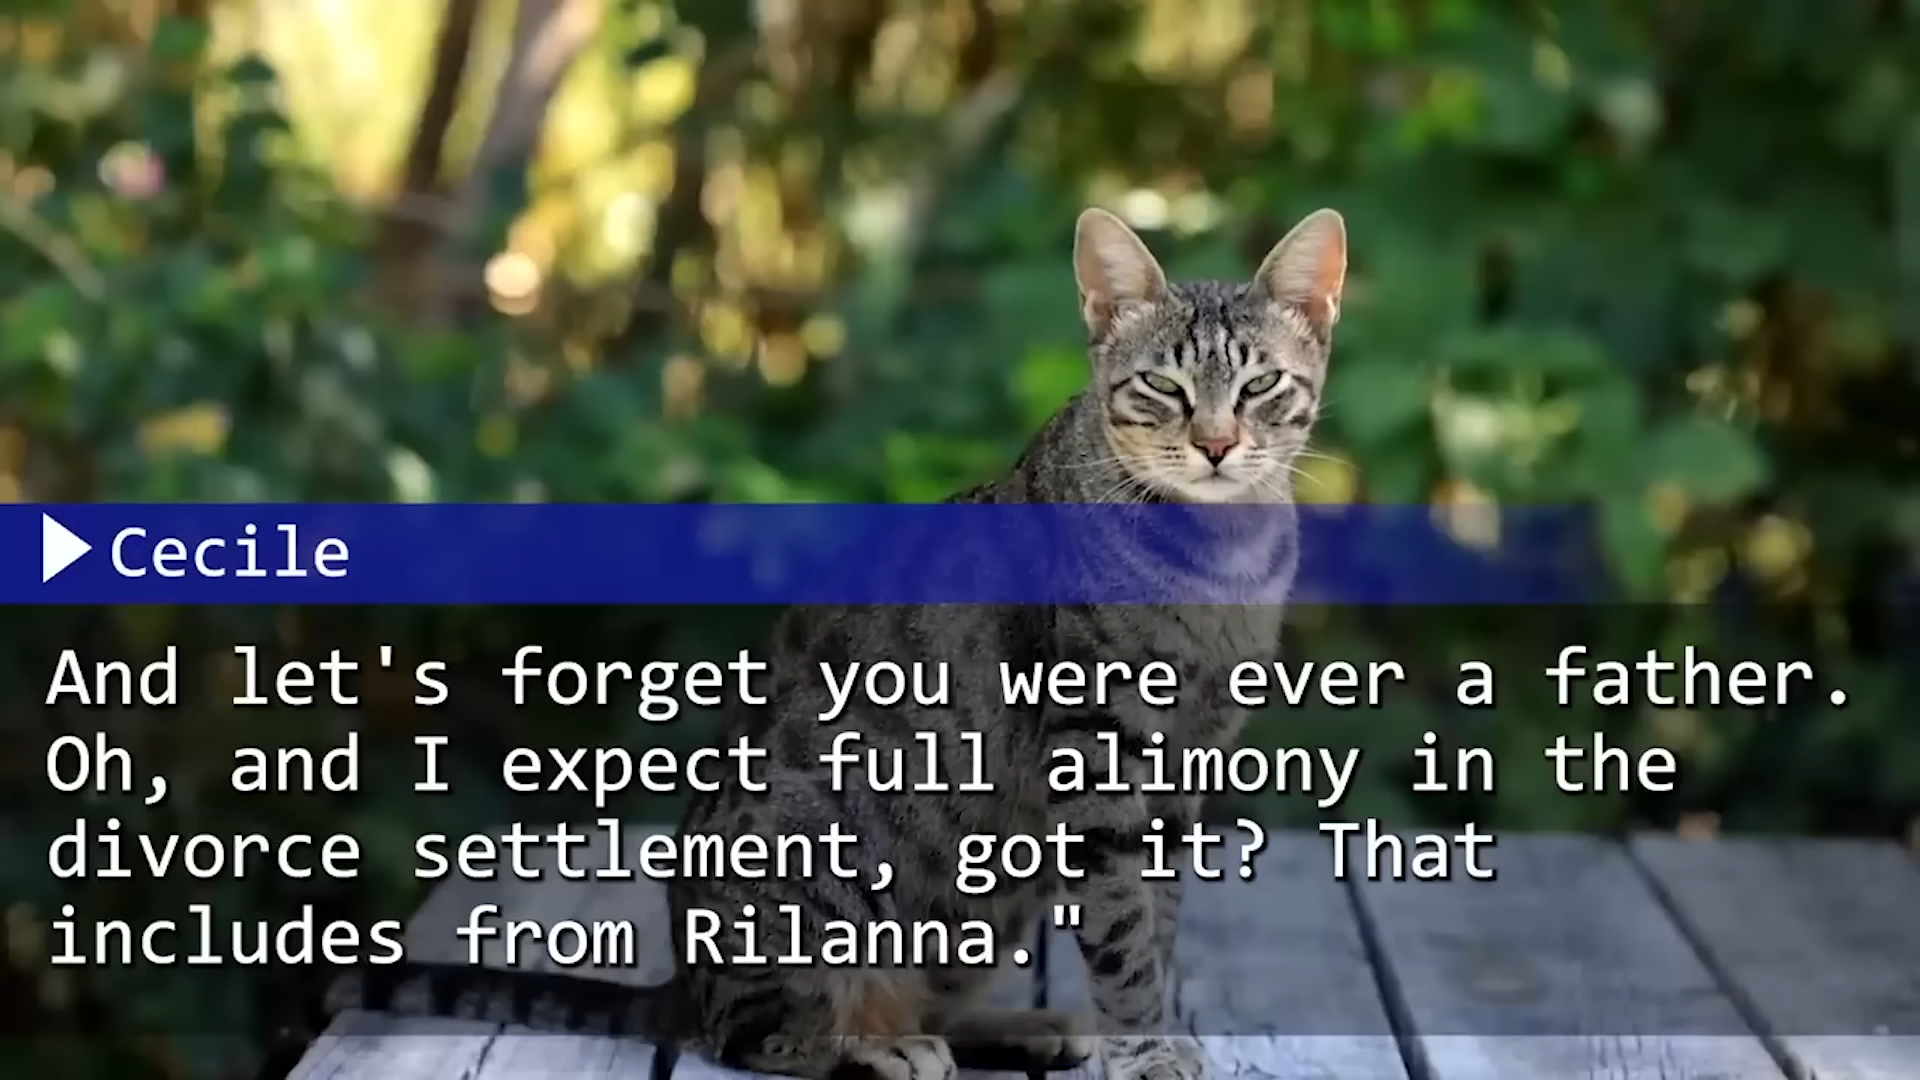 Cecile
And let's forget you were ever a father.
Oh, and I expect full alimony in the
divorce settlement, got it? That
includes from Rilanna."